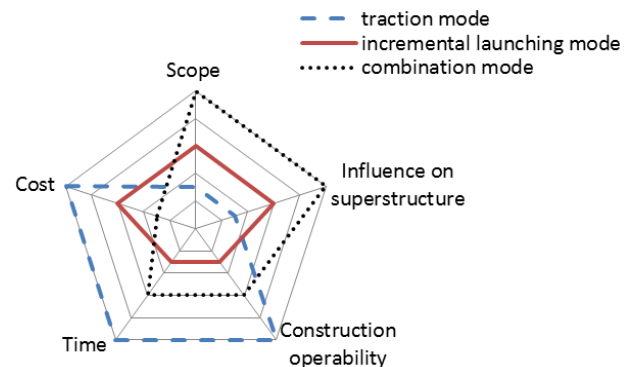 traction mode
incremental launching mode
combination mode
Scope
Influence on
superstructure
Cost
Time
Construction
operability